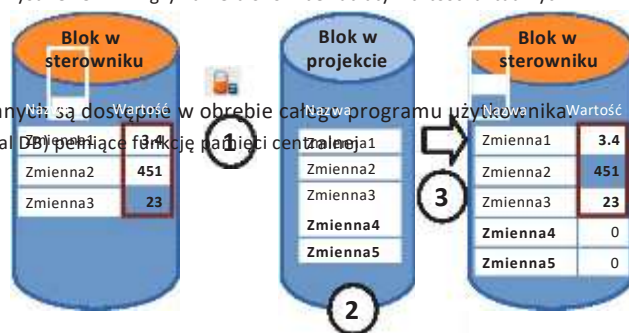 Blok w
sterowniku
Nazwa Wartość
Zmienna1 3.4
Zmienna2 451
Zmienna3 23
1
Blok w
projekcie
Nazwa
Zmienna1
Zmienna2
Zmienna3
Zmienna4
Zmienna5
2
3
Blok w
sterowniku
Nazwa Wartość
Zmienna1 3.4
Zmienna2 451
Zmienna3 23
Zmienna4 0
Zmienna5 0
są dostępne w obrębie całego programu użytkownika
DB) pełniące funkcję pamięci centralnej